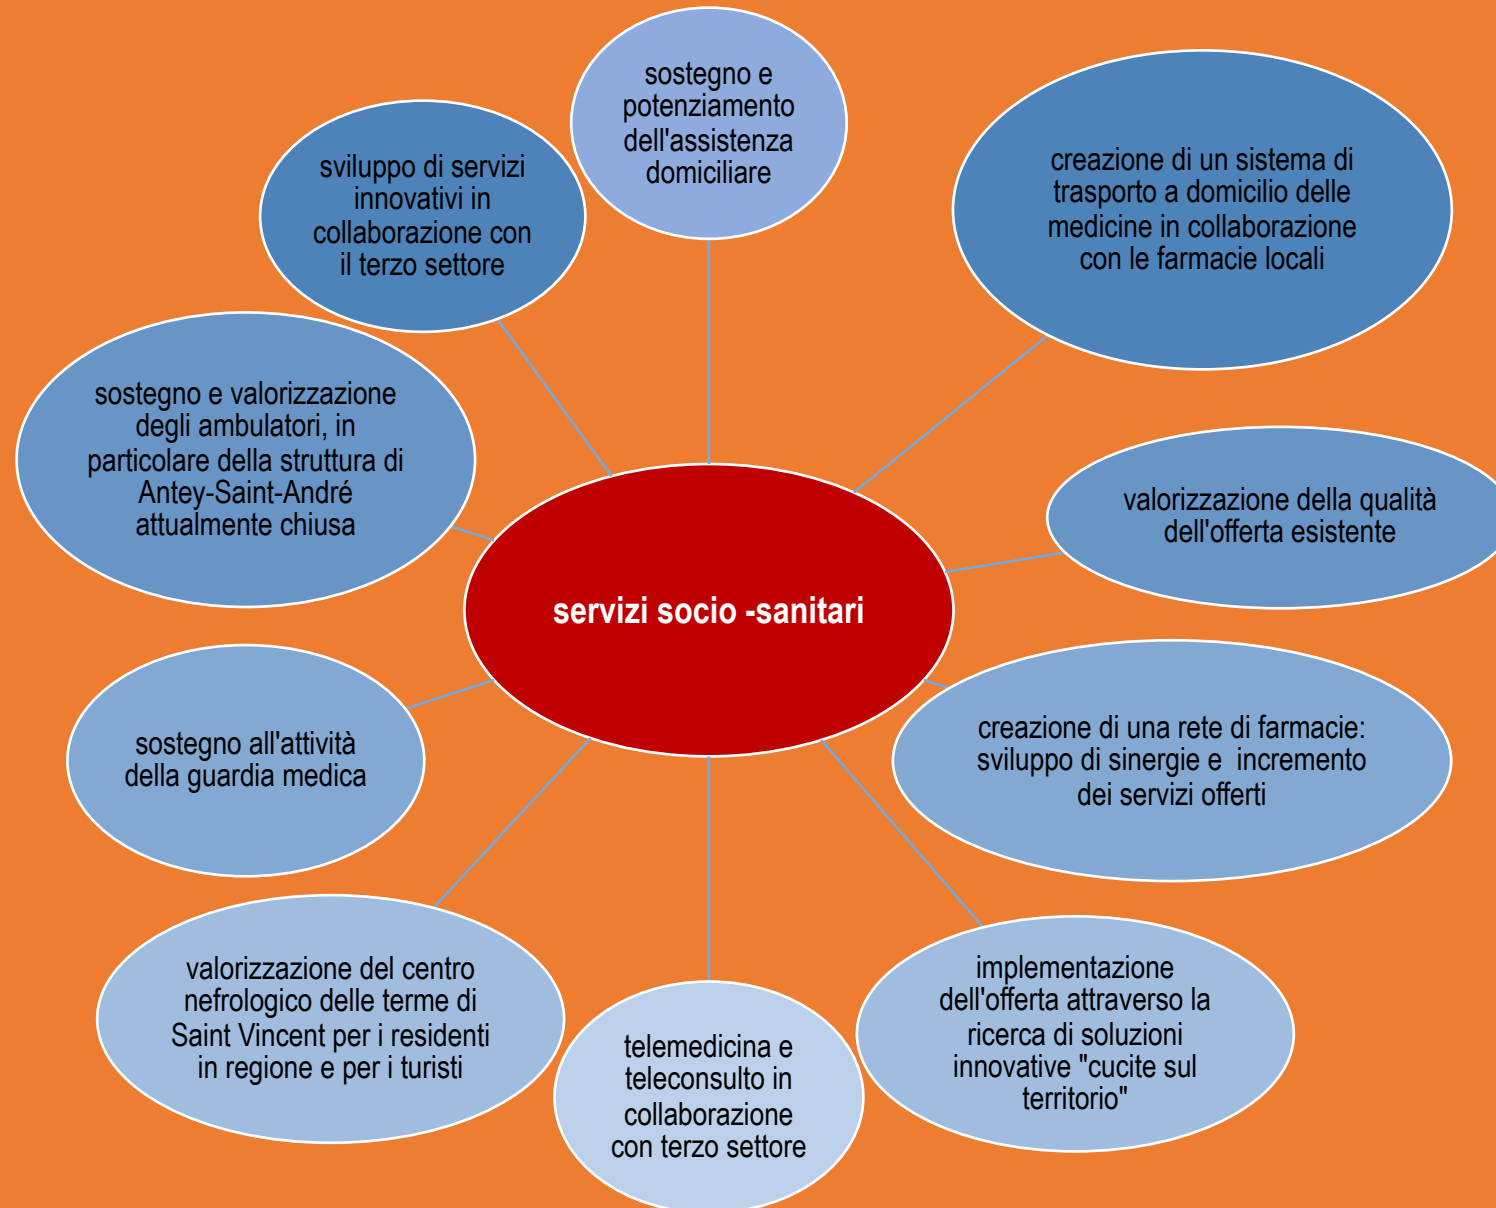 sostegno e
potenziamento
dell'assistenza
domiciliare
creazione di un sistema di
trasporto a domicilio delle
medicine in collaborazione
con le farmacie locali
valorizzazione della qualità
dell'offerta esistente
creazione di una rete di farmacie:
sviluppo di sinergie e  incremento
dei servizi offerti
implementazione
dell'offerta attraverso la
ricerca di soluzioni
innovative "cucite sul
territorio"
telemedicina e
teleconsulto in
collaborazione
con terzo settore
valorizzazione del centro
nefrologico delle terme di
Saint Vincent per i residenti
in regione e per i turisti
sostegno all'attività
della guardia medica
sostegno e valorizzazione
degli ambulatori, in
particolare della struttura di
Antey-Saint-André
attualmente chiusa
sviluppo di servizi
innovativi in
collaborazione con
il terzo settore
servizi socio -sanitari